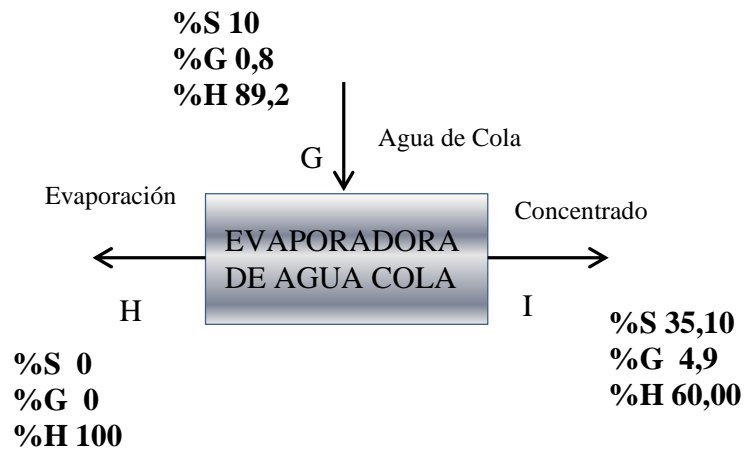 %S 10
%G 0,8
%H 89,2
Agua de Cola
G
Evaporación
Concentrado
EVAPORADORA
DE AGUA COLA
H
I
%S 0
%G 0
%H 100
%S 35,10
%G 4,9
%H 60,00